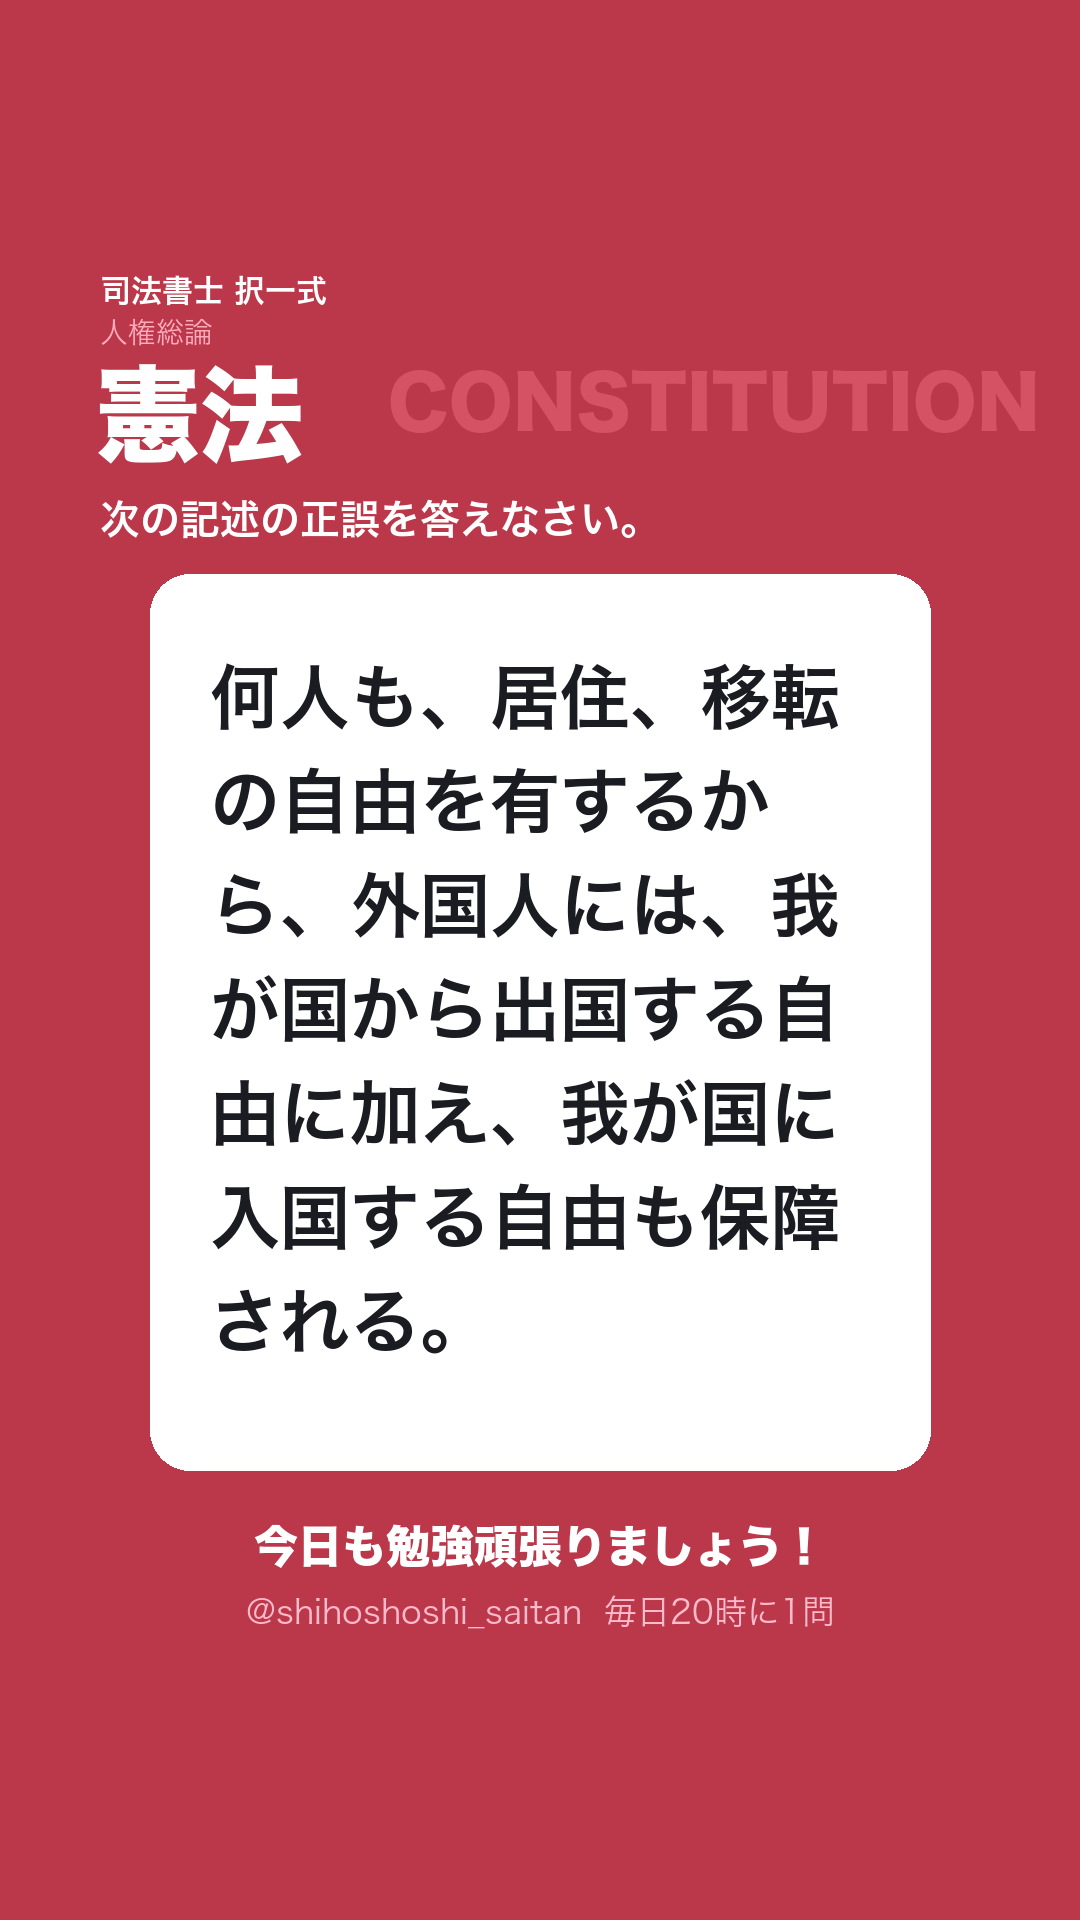 司法書士 択一式
人権総論
憲法
CONSTITUTION
次の記述の正誤を答えなさい。
何人も、居住、移転
の自由を有するか
ら、外国人には、我
が国から出国する自
由に加え、我が国に
入国する自由も保障
される。
今日も勉強頑張りましょう！
@shihoshoshi_saitan 毎日20時に1問